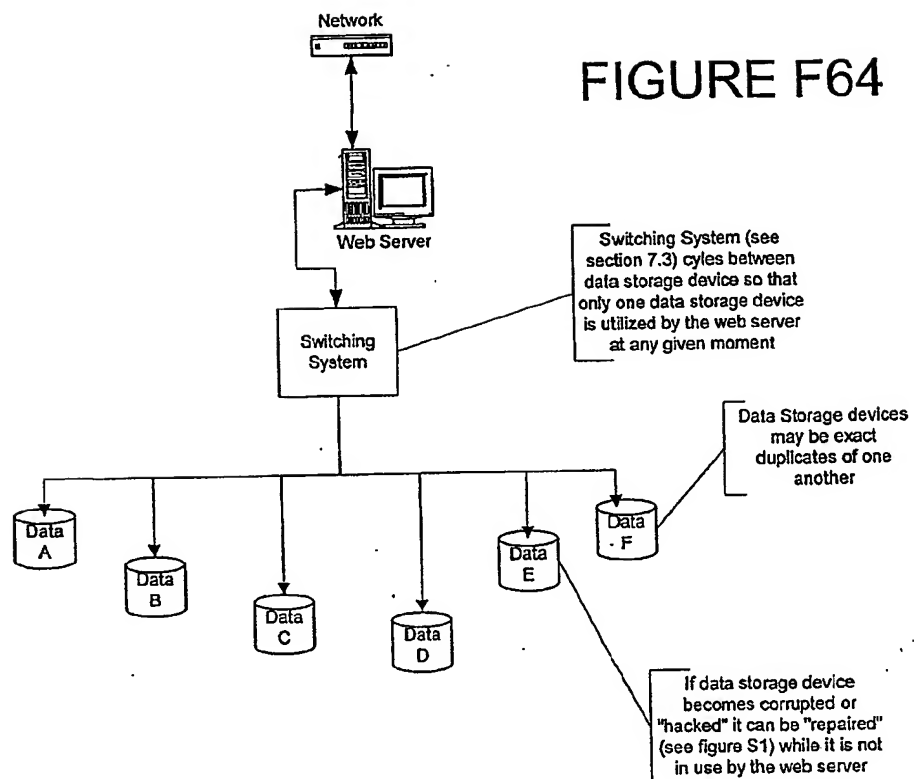 Network
FIGURE F64
Web Server
Switching System (see
section 7.3) cyles between
data storage device so that
only one data storage device
is utilized by the web server
at any given moment
Switching
System
Data Storage devices
may be exact
duplicates of one
another
Data
A
Data
B
Data
C
Data
D
Data
E
Data
F
If data storage device
becomes corrupted or
"hacked" it can be "repaired"
(see figure S1) while it is not
in use by the web server